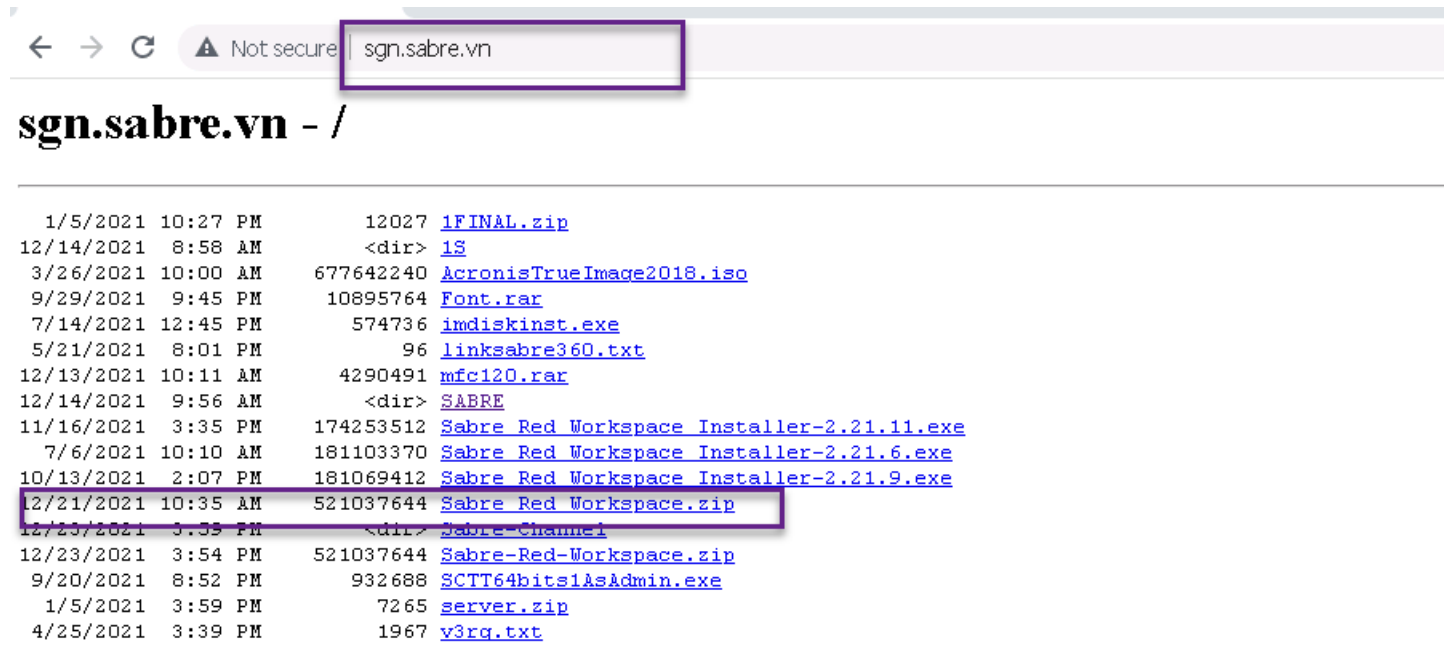 Not secure | sgn.sabre.vn
sgn.sabre.vn - /
1/5/2021 10:27 PM 12027 1FINAL.zip
12/14/2021 8:58 AM <dir> 1S
3/26/2021 10:00 AM 677642240 AcronisTrueImage2018.iso
9/29/2021 9:45 PM 10895764 Font.rar
7/14/2021 12:45 PM 574736 imdiskinst.exe
5/21/2021 8:01 PM 96 linksabre360.txt
12/13/2021 10:11 AM 4290491 mfc120.rar
12/14/2021 9:56 AM <dir> SABRE
11/16/2021 3:35 PM 174253512 Sabre Red Workspace Installer-2.21.11.exe
7/6/2021 10:10 AM 181103370 Sabre Red Workspace Installer-2.21.6.exe
10/13/2021 2:07 PM 181069412 Sabre Red Workspace Installer-2.21.9.exe
12/21/2021 10:35 AM 521037644 Sabre Red Workspace.zip
12/23/2021 3:59 PM <dir> Sabre-Channel
12/23/2021 3:54 PM 521037644 Sabre-Red-Workspace.zip
9/20/2021 8:52 PM 932688 SCTT64bits1AsAdmin.exe
1/5/2021 3:59 PM 7265 server.zip
4/25/2021 3:39 PM 1967 v3rq.txt